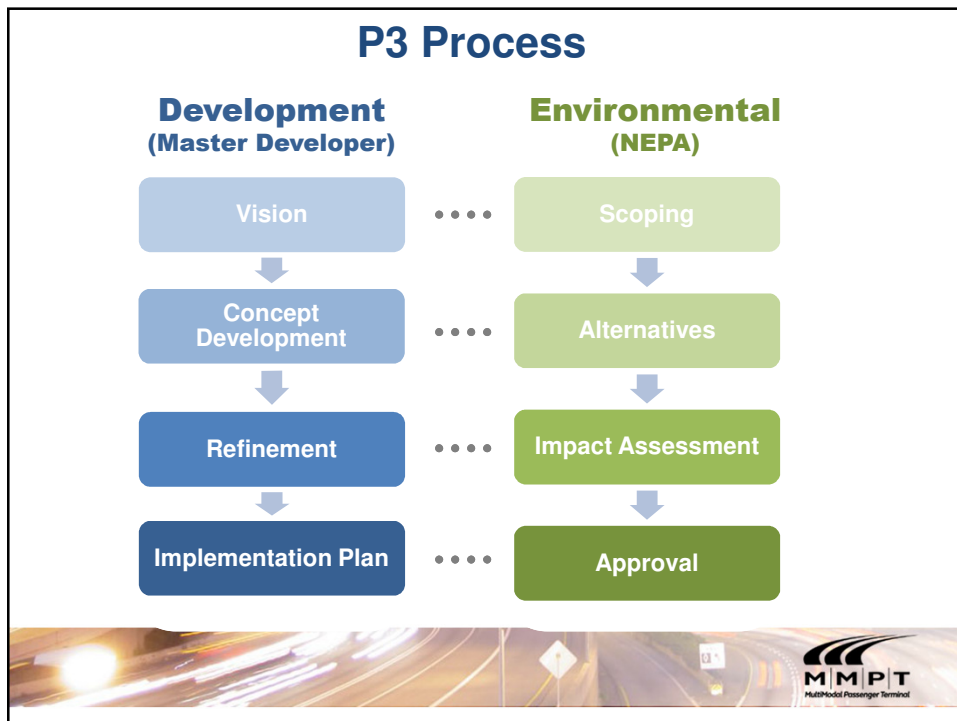 P3 Process
Development
(Master Developer)
Environmental
(NEPA)
Vision
Scoping
Concept
Development
Alternatives
Refinement
Impact Assessment
Implementation Plan
Approval
M|M|P|T
MultiModal Passenger Terminal